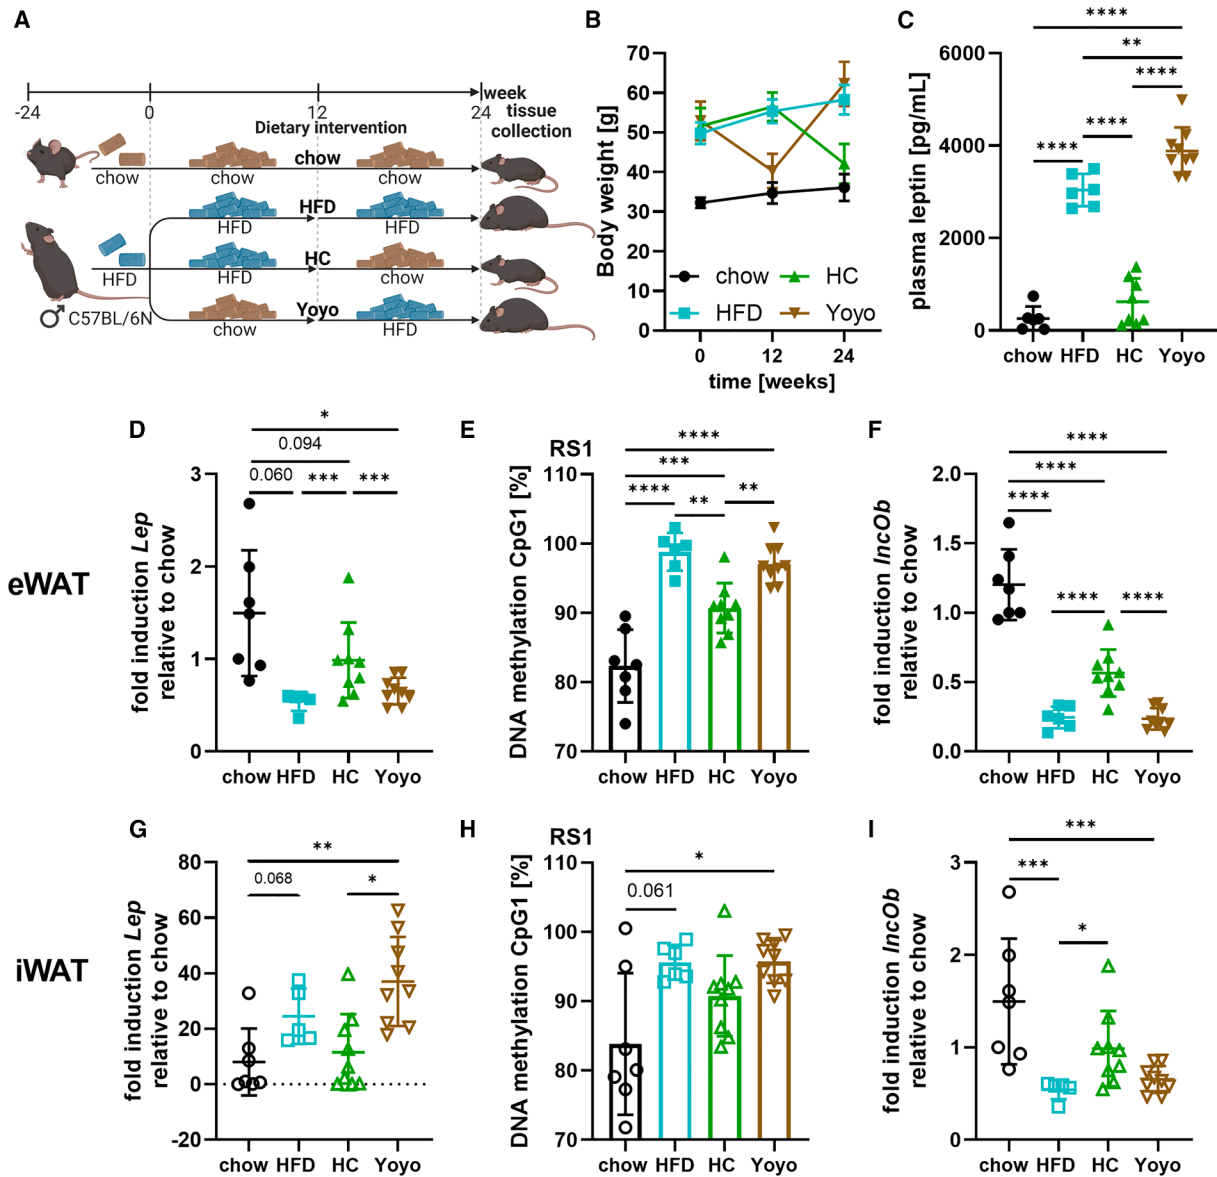 A
-24
0
12
24
week
tissue
collection
Dietary intervention
chow
chow
chow
chow
HFD
HFD
HFD
HC
HFD
HFD
chow
Yoyo
chow
HFD
C57BL/6N
B
Body weight [g]
70
60
50
40
30
20
10
0
chow
HC
HFD
Yoyo
0
12
24
time [weeks]
C
plasma leptin [pg/mL]
6000
4000
2000
0
****
**
****
****
****
chow HFD HC Yoyo
eWAT
D
fold induction Lep
relative to chow
3
2
1
0
*
0.094
0.060
***
***
chow HFD HC Yoyo
E
RS1
DNA methylation CpG1 [%]
110
100
90
80
70
****
***
****
**
**
chow HFD HC Yoyo
F
fold induction lncOb
relative to chow
2.0
1.5
1.0
0.5
0.0
****
****
****
****
****
chow HFD HC Yoyo
iWAT
G
fold induction Lep
relative to chow
80
60
40
20
0
-20
**
0.068
*
chow HFD HC Yoyo
H
RS1
DNA methylation CpG1 [%]
110
100
90
80
70
*
0.061
chow HFD HC Yoyo
I
fold induction lncOb
relative to chow
3
2
1
0
***
***
*
chow HFD HC Yoyo